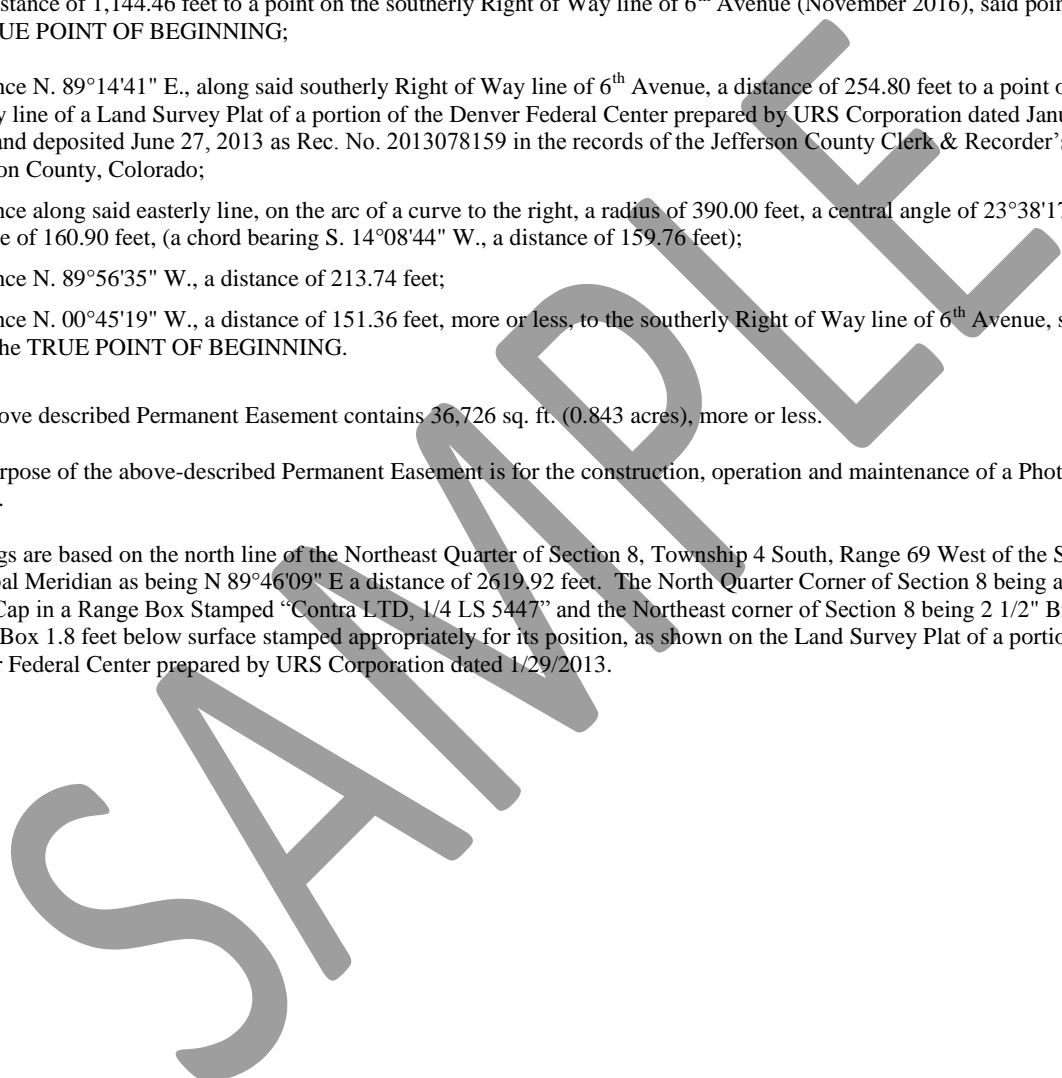 stance of 1,144.46 feet to a point on the southerly Right of Way line of 6th Avenue (November 2016), said poin
UE POINT OF BEGINNING;
nce N. 89°14'41" E., along said southerly Right of Way line of 6th Avenue, a distance of 254.80 feet to a point o
y line of a Land Survey Plat of a portion of the Denver Federal Center prepared by URS Corporation dated Janu
and deposited June 27, 2013 as Rec. No. 2013078159 in the records of the Jefferson County Clerk & Recorder's
on County, Colorado;
nce along said easterly line, on the arc of a curve to the right, a radius of 390.00 feet, a central angle of 23°38'17
e of 160.90 feet, (a chord bearing S. 14°08'44" W., a distance of 159.76 feet);
nce N. 89°56'35" W., a distance of 213.74 feet;
nce N. 00°45'19" W., a distance of 151.36 feet, more or less, to the southerly Right of Way line of 6th Avenue, s
he TRUE POINT OF BEGINNING.
ove described Permanent Easement contains 36,726 sq. ft. (0.843 acres), more or less.
rpose of the above-described Permanent Easement is for the construction, operation and maintenance of a Phot
.
gs are based on the north line of the Northeast Quarter of Section 8, Township 4 South, Range 69 West of the S
pal Meridian as being N 89°46'09" E a distance of 2619.92 feet.  The North Quarter Corner of Section 8 being a
Cap in a Range Box Stamped “Contra LTD, 1/4 LS 5447” and the Northeast corner of Section 8 being 2 1/2" B
Box 1.8 feet below surface stamped appropriately for its position, as shown on the Land Survey Plat of a portio
r Federal Center prepared by URS Corporation dated 1/29/2013.
SAMPLE